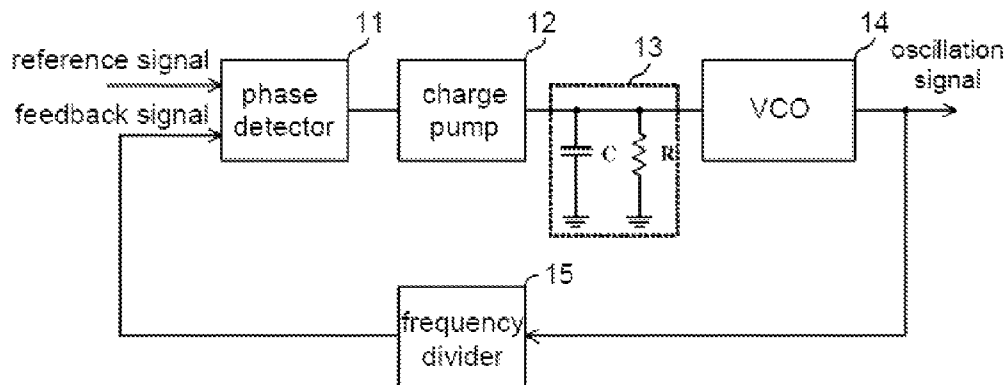 11
12
13
14
oscillation
signal
reference signal
feedback signal
phase
detector
charge
pump
C
R
VCO
15
frequency
divider